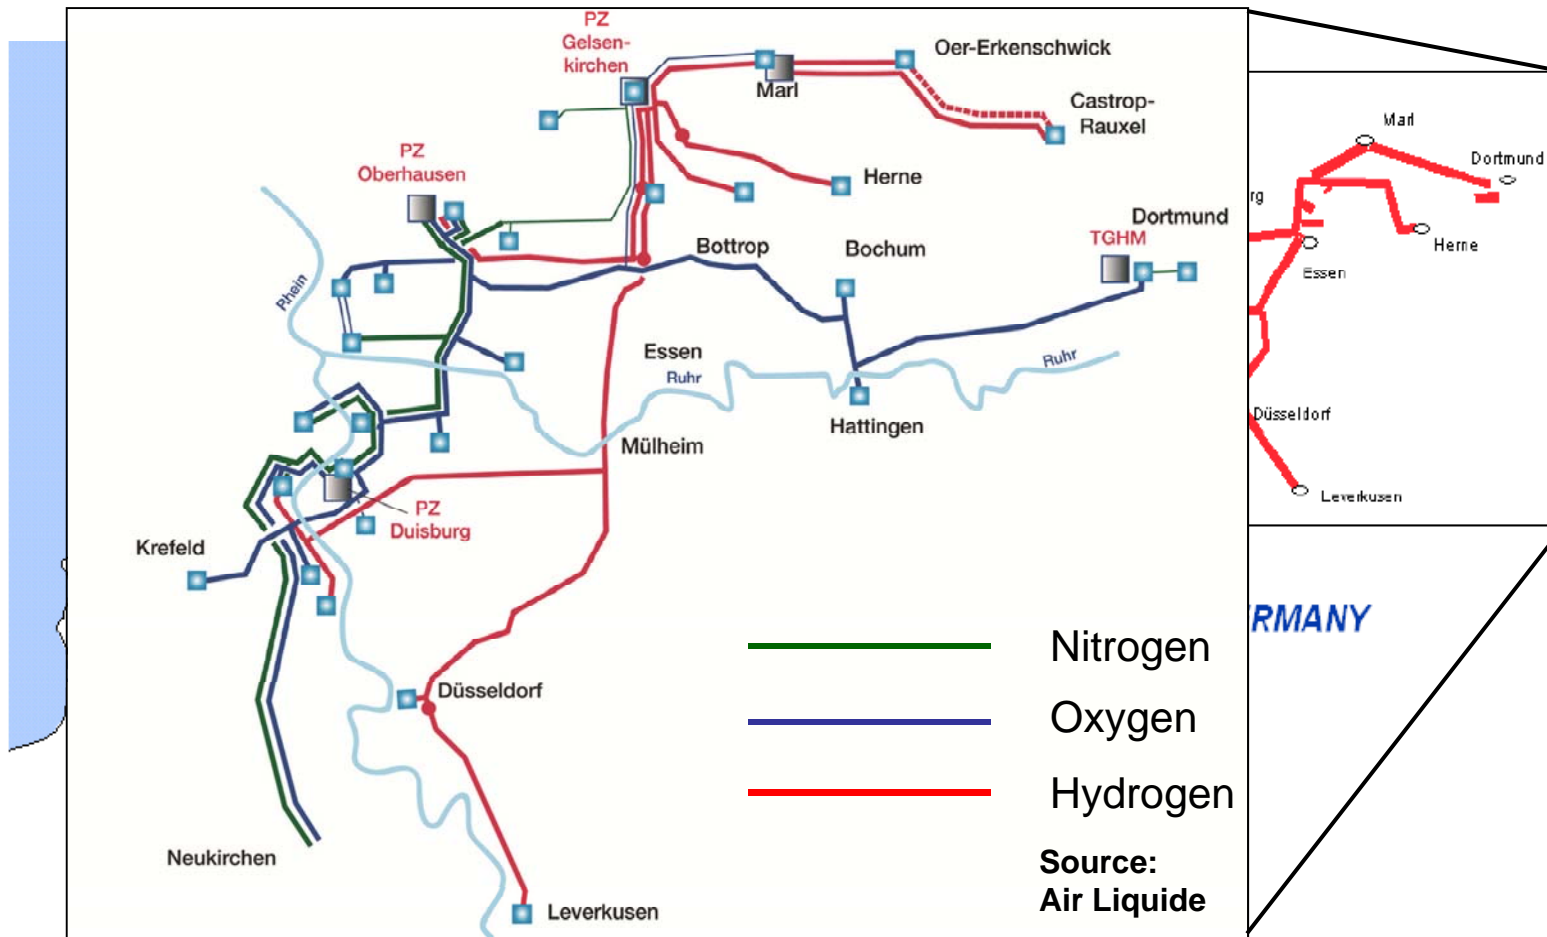 PZ
Gelsen-
kirchen
Oer-Erkenschwick
Marl
Castrop-
Rauxel
PZ
Oberhausen
Herne
Dortmund
TGHM
Bottrop
Bochum
Rhein
Essen
Ruhr
Ruhr
Hattingen
Mülheim
PZ
Duisburg
Krefeld
Düsseldorf
Neukirchen
Leverkusen
Nitrogen
Oxygen
Hydrogen
Source:
Air Liquide
Marl
Dortmund
rg
Herne
Essen
Düsseldorf
Leverkusen
RMANY